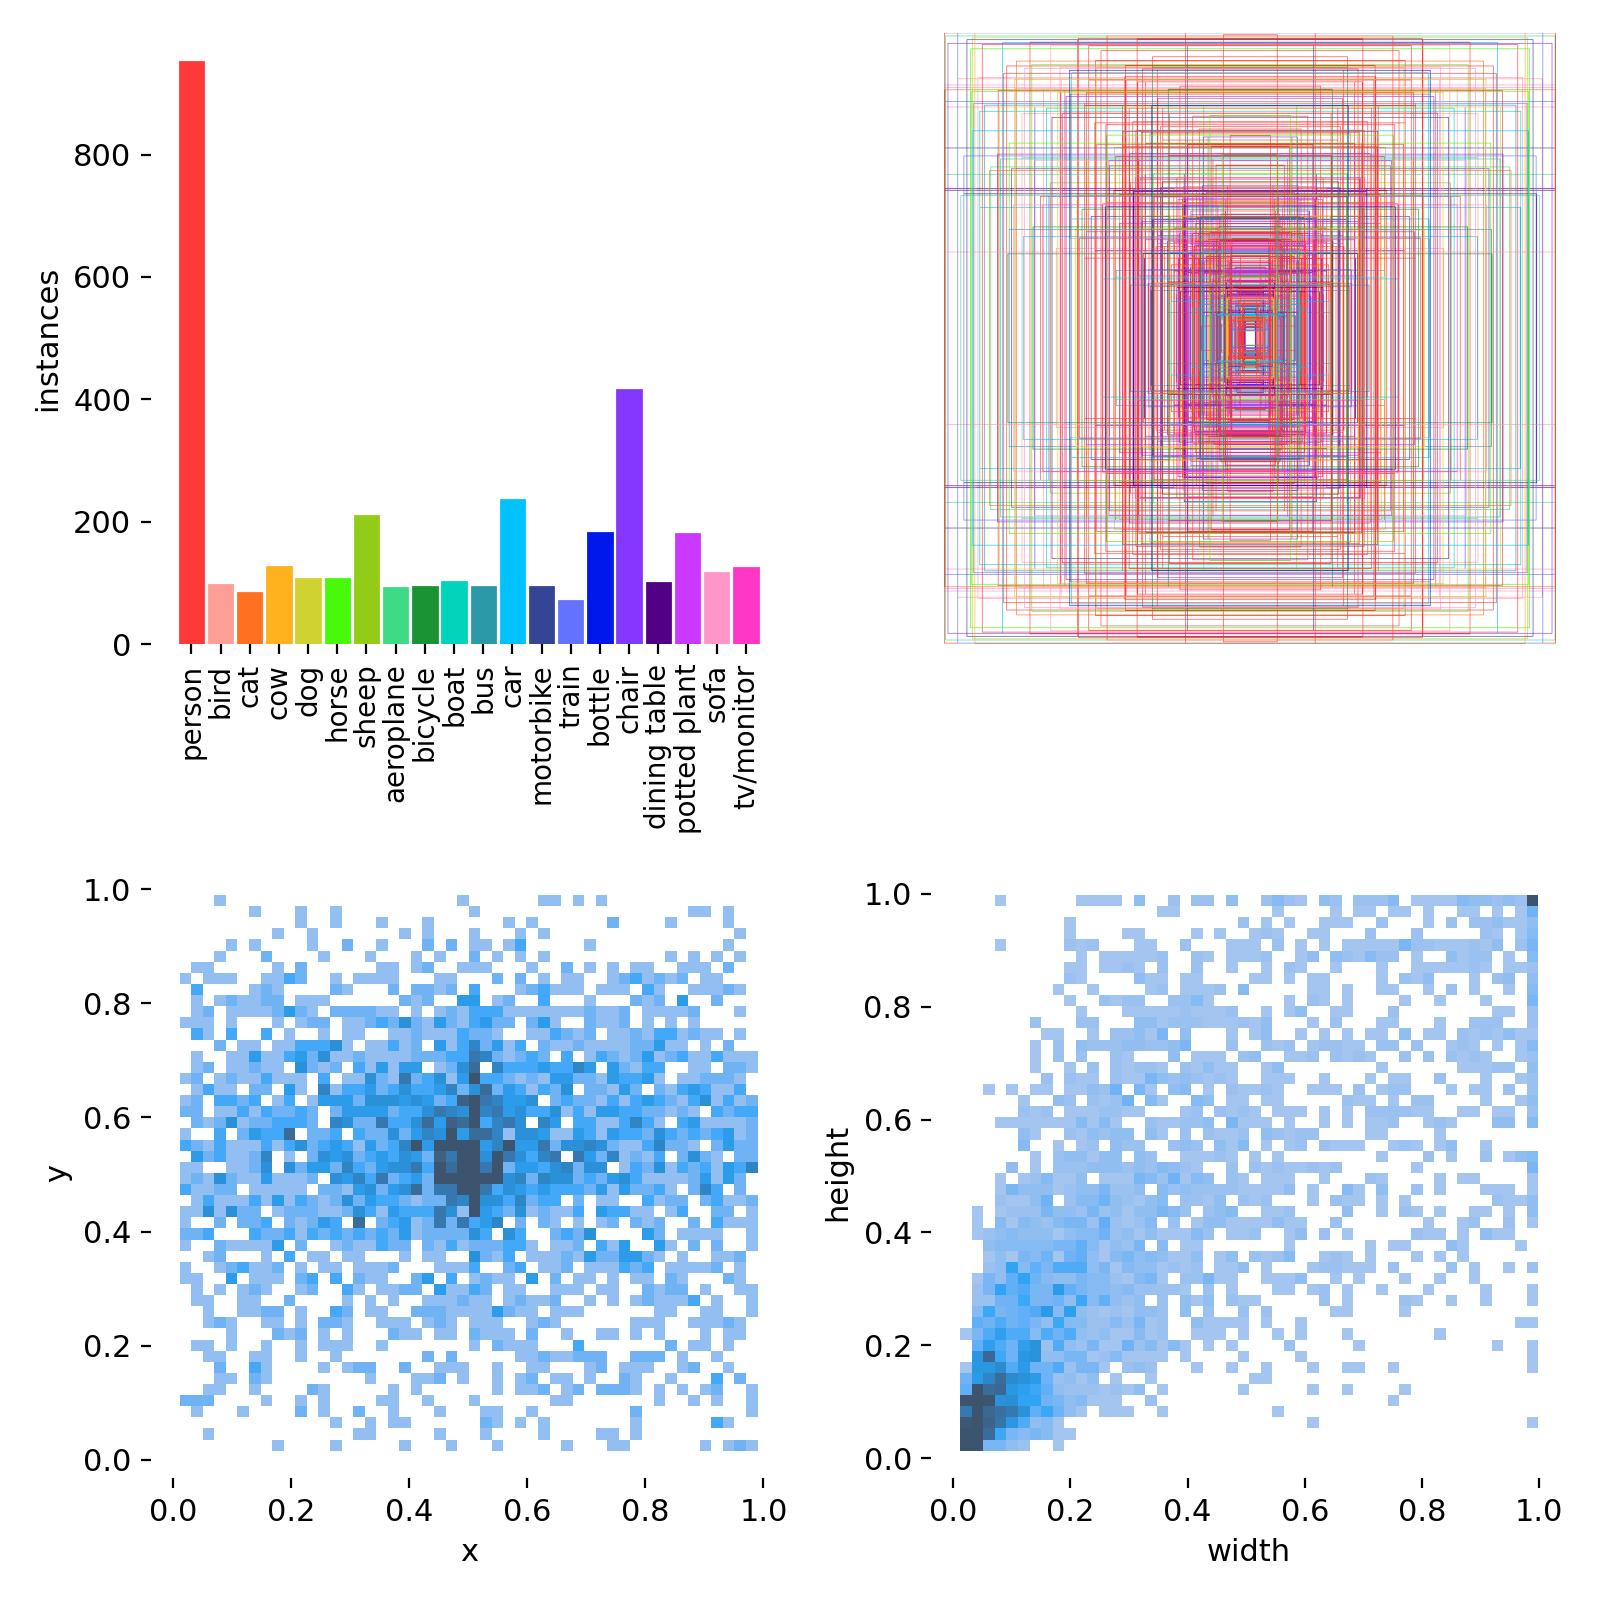 800
600
400
200
0
instances
person
bird
cat
cow
dog
horse
sheep
aeroplane
bicycle
boat
bus
car
motorbike
train
bottle
chair
dining table
potted plant
sofa
tv/monitor
1.0
0.8
0.6
0.4
0.2
0.0
y
0.0 0.2 0.4 0.6 0.8 1.0
x
1.0
0.8
0.6
0.4
0.2
0.0
height
0.0 0.2 0.4 0.6 0.8 1.0
width